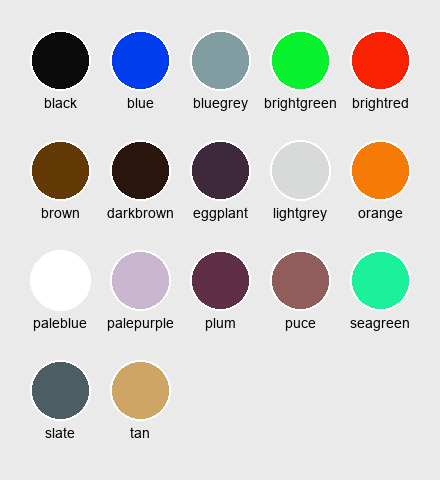 black blue bluegrey brightgreen brightred
brown darkbrown eggplant lightgrey orange
paleblue palepurple plum puce seagreen
slate tan